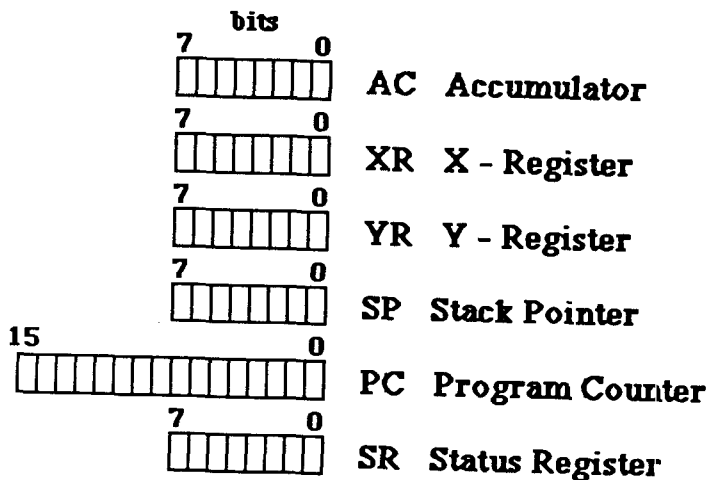 bits
7 0
AC Accumulator
7 0
XR X - Register
7 0
YR Y - Register
7 0
SP Stack Pointer
15 0
PC Program Counter
7 0
SR Status Register